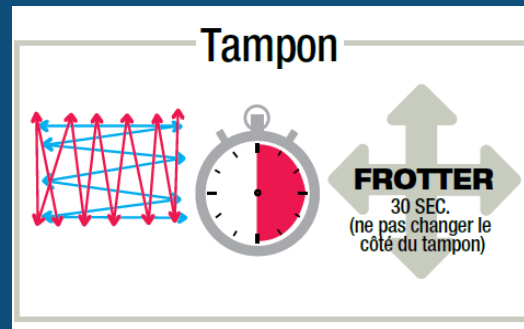 Tampon
FROTTER
30 SEC.
(ne pas changer le
côté du tampon)